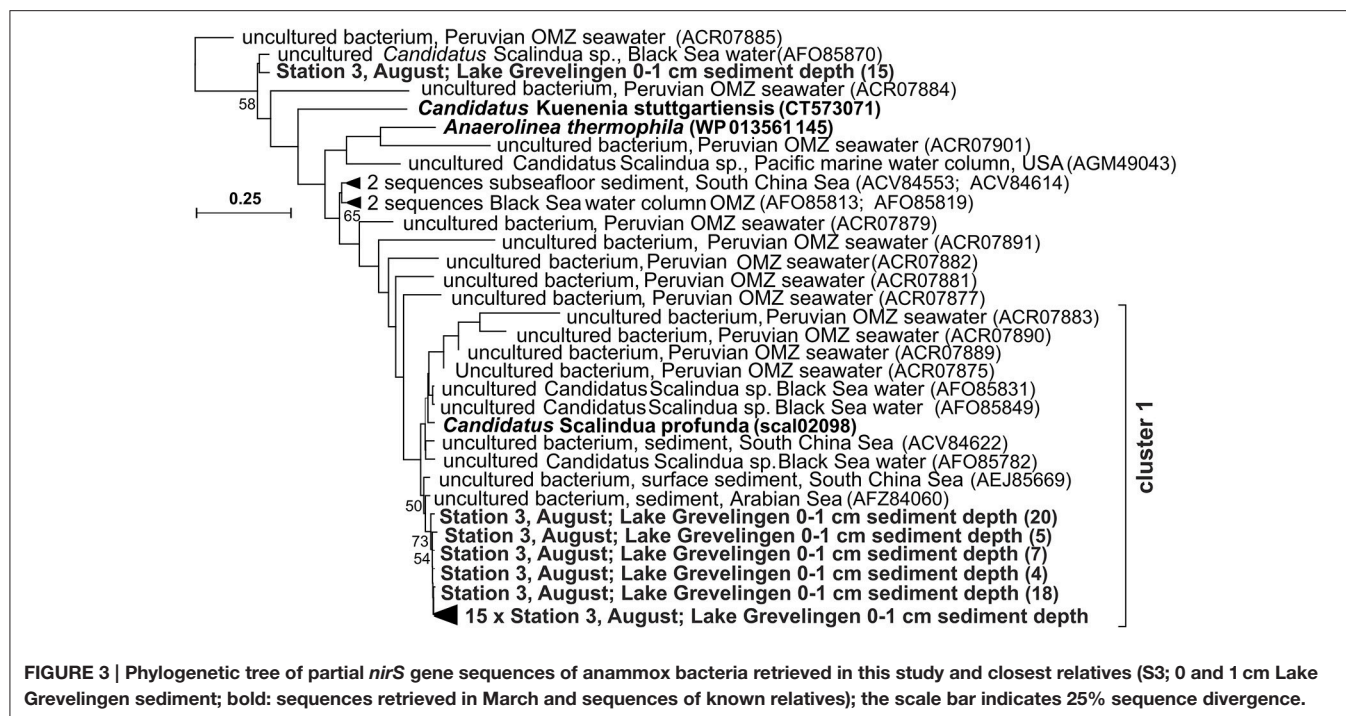 uncultured bacterium, Peruvian OMZ seawater (ACR07885)
uncultured Candidatus Scalindua sp., Black Sea water(AFO85870)
Station 3, August; Lake Grevelingen 0-1 cm sediment depth (15)
58
uncultured bacterium, Peruvian OMZ seawater (ACR07884)
Candidatus Kuenenia stuttgartiensis (CT573071)
Anaerolinea thermophila (WP 013561145)
uncultured bacterium, Peruvian OMZ seawater (ACR07901)
uncultured Candidatus Scalindua sp., Pacific marine water column, USA (AGM49043)
2 sequences subseafloor sediment, South China Sea (ACV84553; ACV84614)
0.25
2 sequences Black Sea water column OMZ (AFO85813; AFO85819)
65
uncultured bacterium, Peruvian OMZ seawater (ACR07879)
uncultured bacterium, Peruvian OMZ seawater (ACR07891)
uncultured bacterium, Peruvian OMZ seawater (ACR07882)
uncultured bacterium, Peruvian OMZ seawater (ACR07881)
uncultured bacterium, Peruvian OMZ seawater (ACR07877)
uncultured bacterium, Peruvian OMZ seawater (ACR07883)
uncultured bacterium, Peruvian OMZ seawater (ACR07890)
uncultured bacterium, Peruvian OMZ seawater (ACR07889)
Uncultured bacterium, Peruvian OMZ seawater (ACR07875)
uncultured Candidatus Scalindua sp. Black Sea water (AFO85831)
uncultured Candidatus Scalindua sp. Black Sea water (AFO85849)
Candidatus Scalindua profunda (scal02098)
uncultured bacterium, sediment, South China Sea (ACV84622)
uncultured Candidatus Scalindua sp. Black Sea water (AFO85782)
uncultured bacterium, surface sediment, South China Sea (AEJ85669)
50
uncultured bacterium, sediment, Arabian Sea (AFZ84060)
Station 3, August; Lake Grevelingen 0-1 cm sediment depth (20)
Station 3, August; Lake Grevelingen 0-1 cm sediment depth (5)
73
Station 3, August; Lake Grevelingen 0-1 cm sediment depth (7)
54
Station 3, August; Lake Grevelingen 0-1 cm sediment depth (4)
Station 3, August; Lake Grevelingen 0-1 cm sediment depth (18)
15 x Station 3, August; Lake Grevelingen 0-1 cm sediment depth
cluster 1
FIGURE 3 | Phylogenetic tree of partial nirS gene sequences of anammox bacteria retrieved in this study and closest relatives (S3; 0 and 1 cm Lake
Grevelingen sediment; bold: sequences retrieved in March and sequences of known relatives); the scale bar indicates 25% sequence divergence.